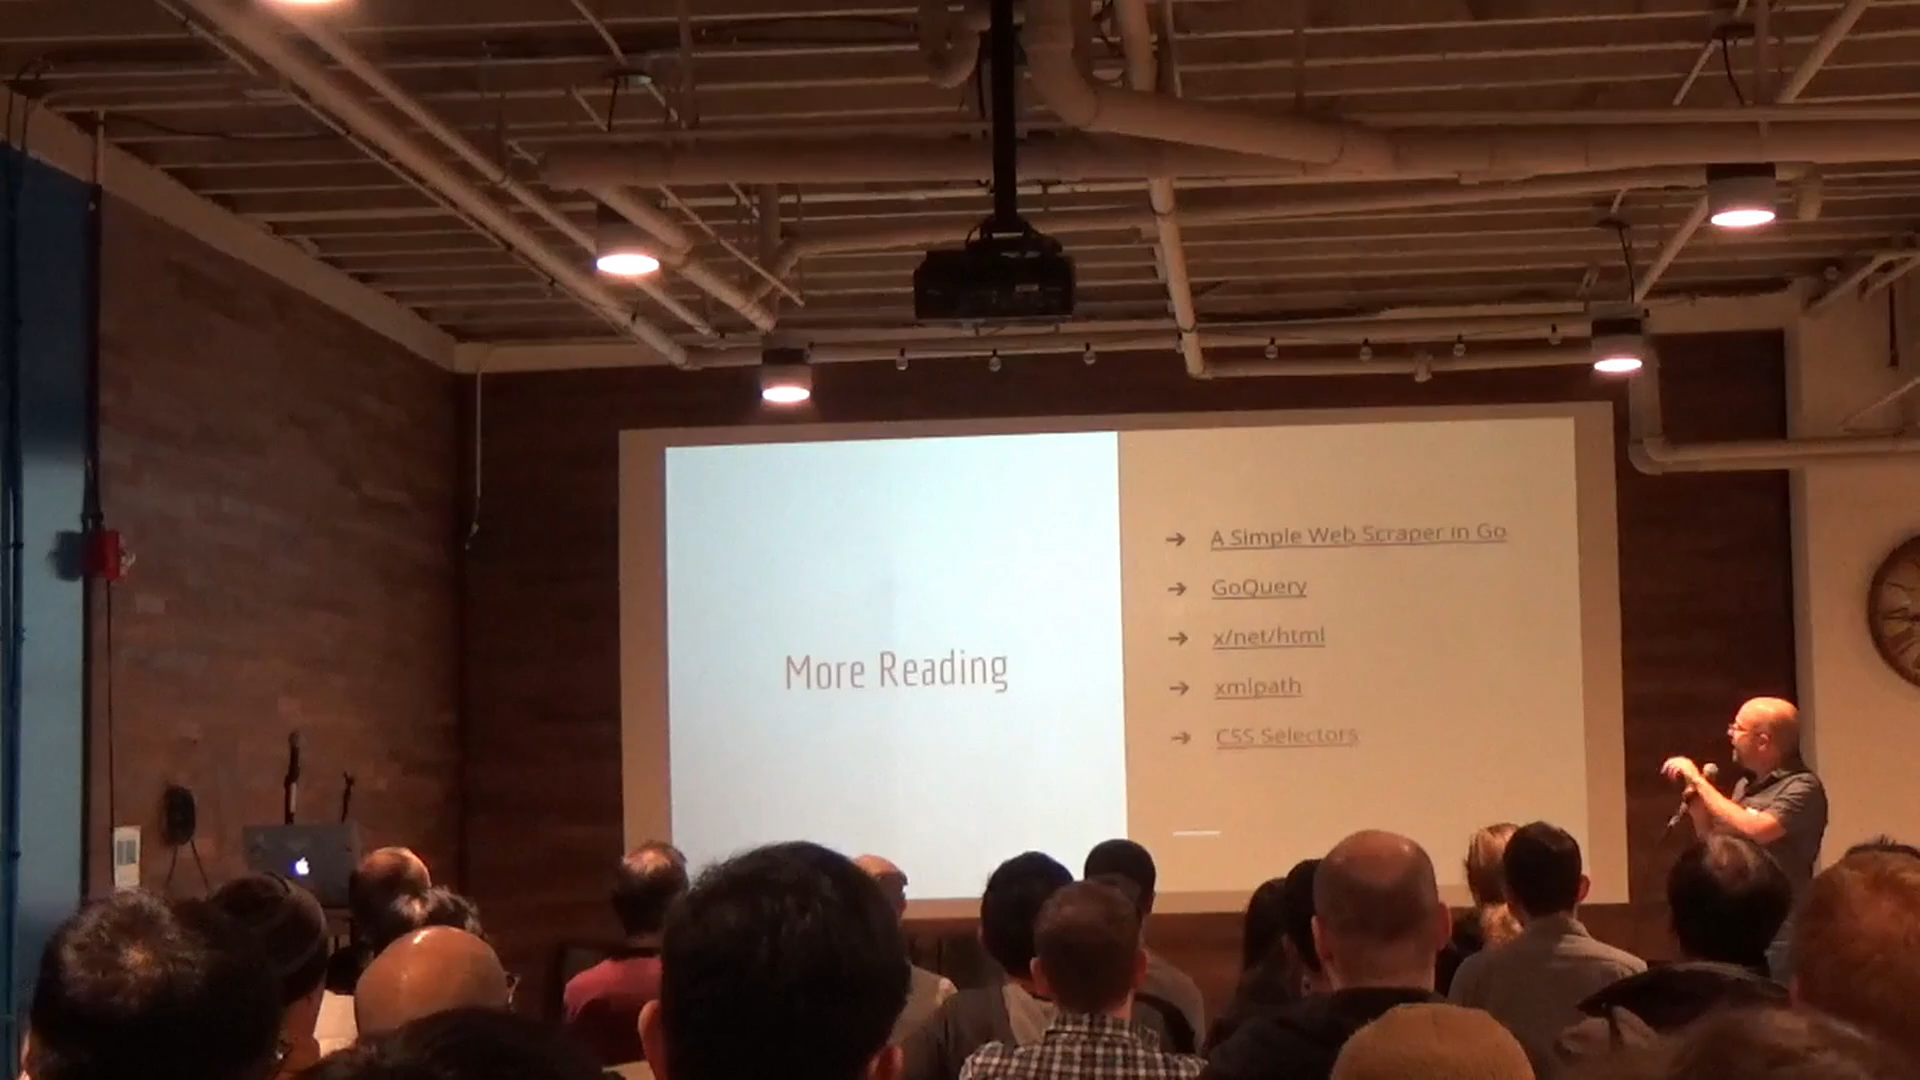 More Reading
➔ A Simple Web Scraper in Go
➔ GoQuery
➔ x/net/html
➔ xmlpath
➔ CSS Selectors